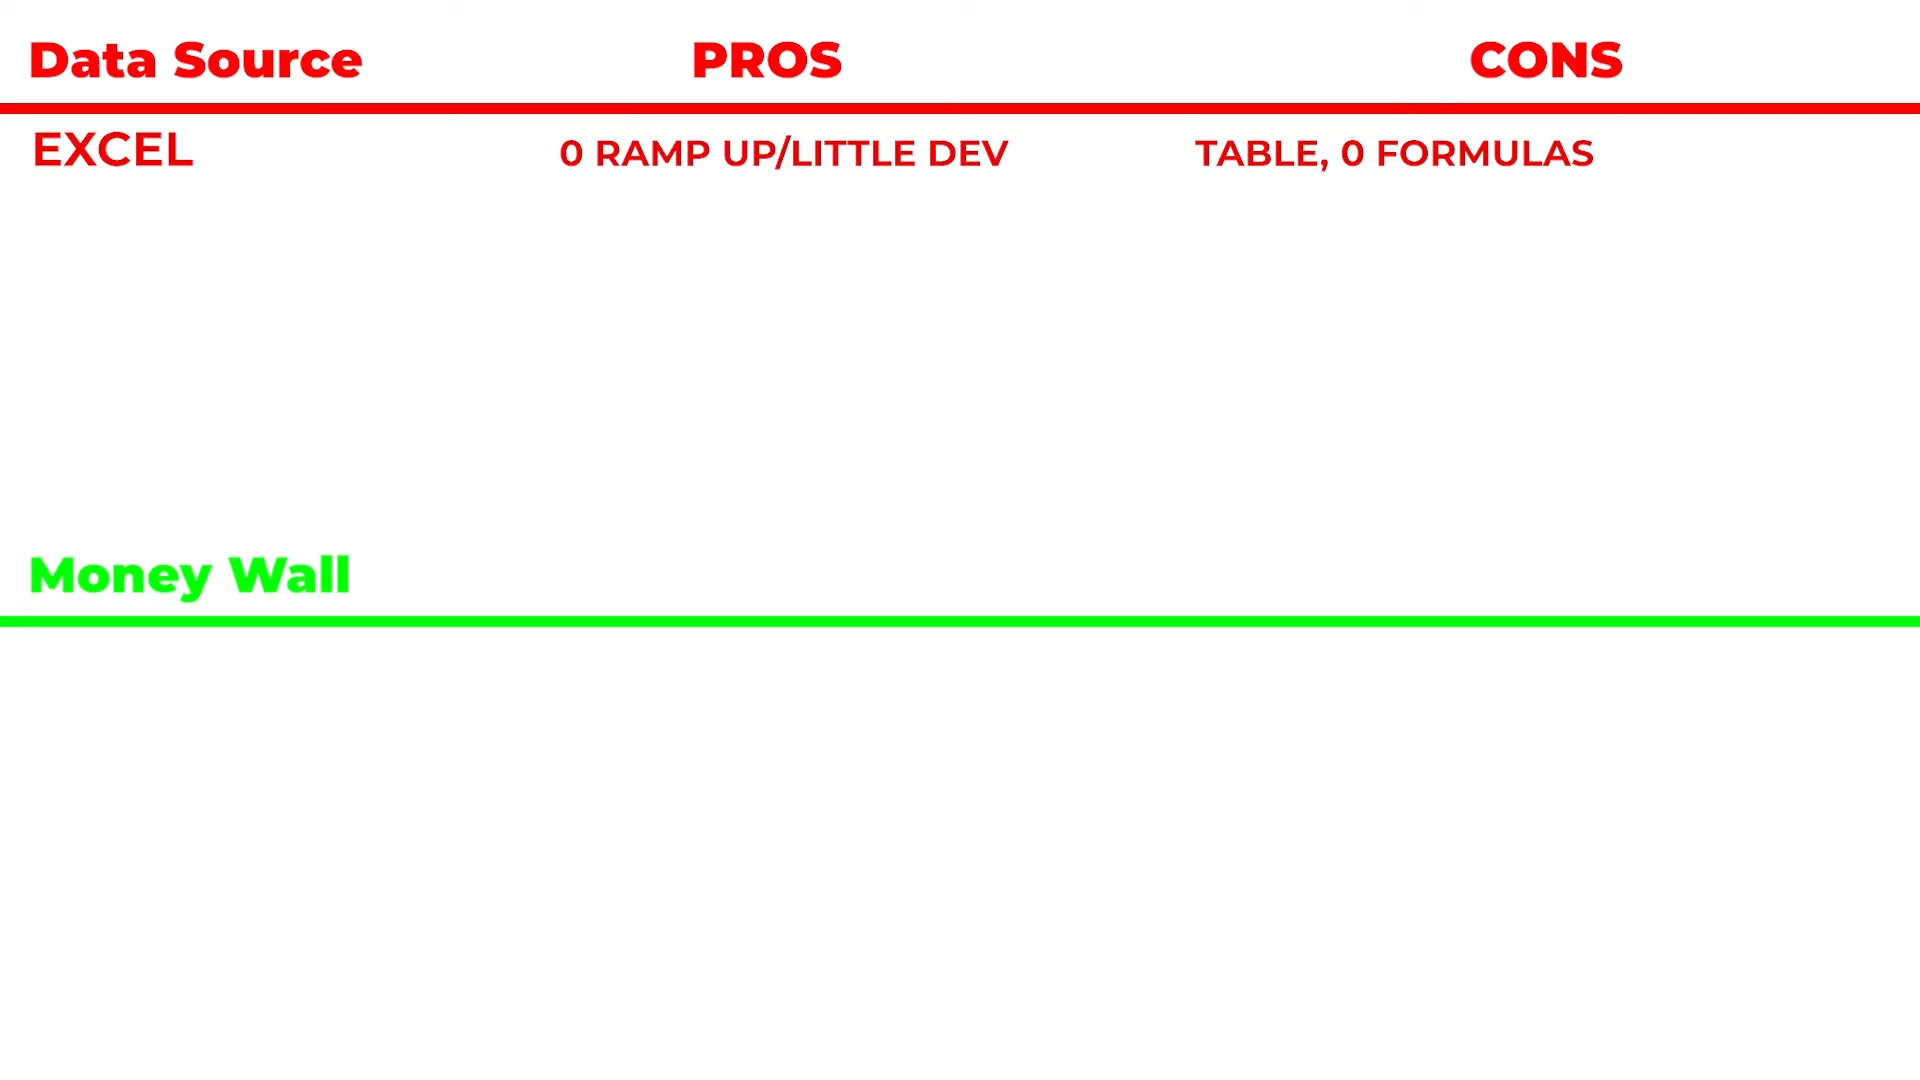 Data Source PROS CONS
EXCEL 0 RAMP UP/LITTLE DEV TABLE, 0 FORMULAS
Money Wall